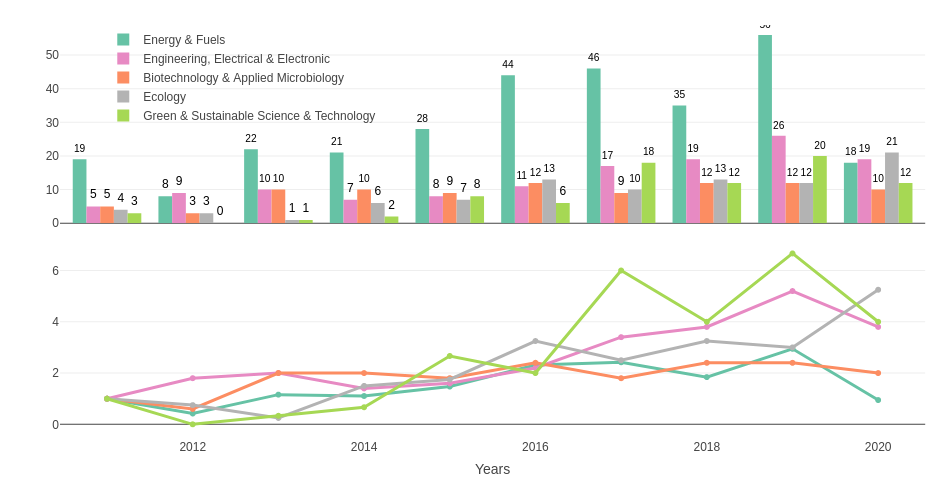 Energy & Fuels
Engineering, Electrical & Electronic
Biotechnology & Applied Microbiology
Ecology
Green & Sustainable Science & Technology
50
40
30
20
10
0
19 5 5 4 3
8 9 3 3 0
22 10 10 1 1
21 7 10 6 2
28 8 9 7 8
44 11 12 13 6
46 17 9 10 18
35 19 12 13 12
26 12 12 20
18 19 10 21 12
6
4
2
0
2012 2014 2016 2018 2020
Years